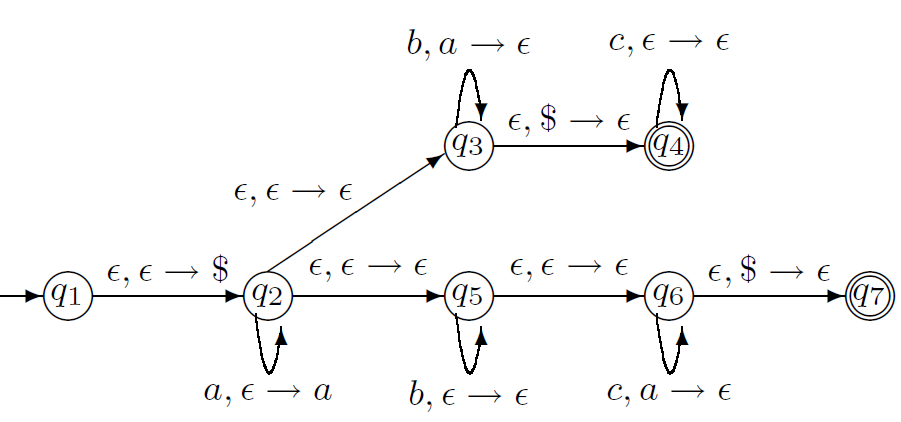 b, a → ϵ c, ϵ → ϵ
ϵ, $ → ϵ
q3 q4
ϵ, ϵ → ϵ
ϵ, ϵ → $ ϵ, ϵ → ϵ ϵ, ϵ → ϵ ϵ, $ → ϵ
q1 q2 q5 q6 q7
a, ϵ → a b, ϵ → ϵ c, a → ϵ